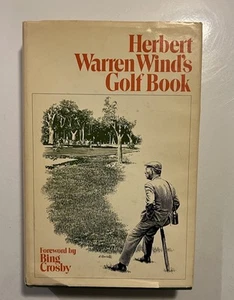 Herbert
Warren Wind's
Golf Book
Foreword by
Bing
Crosby